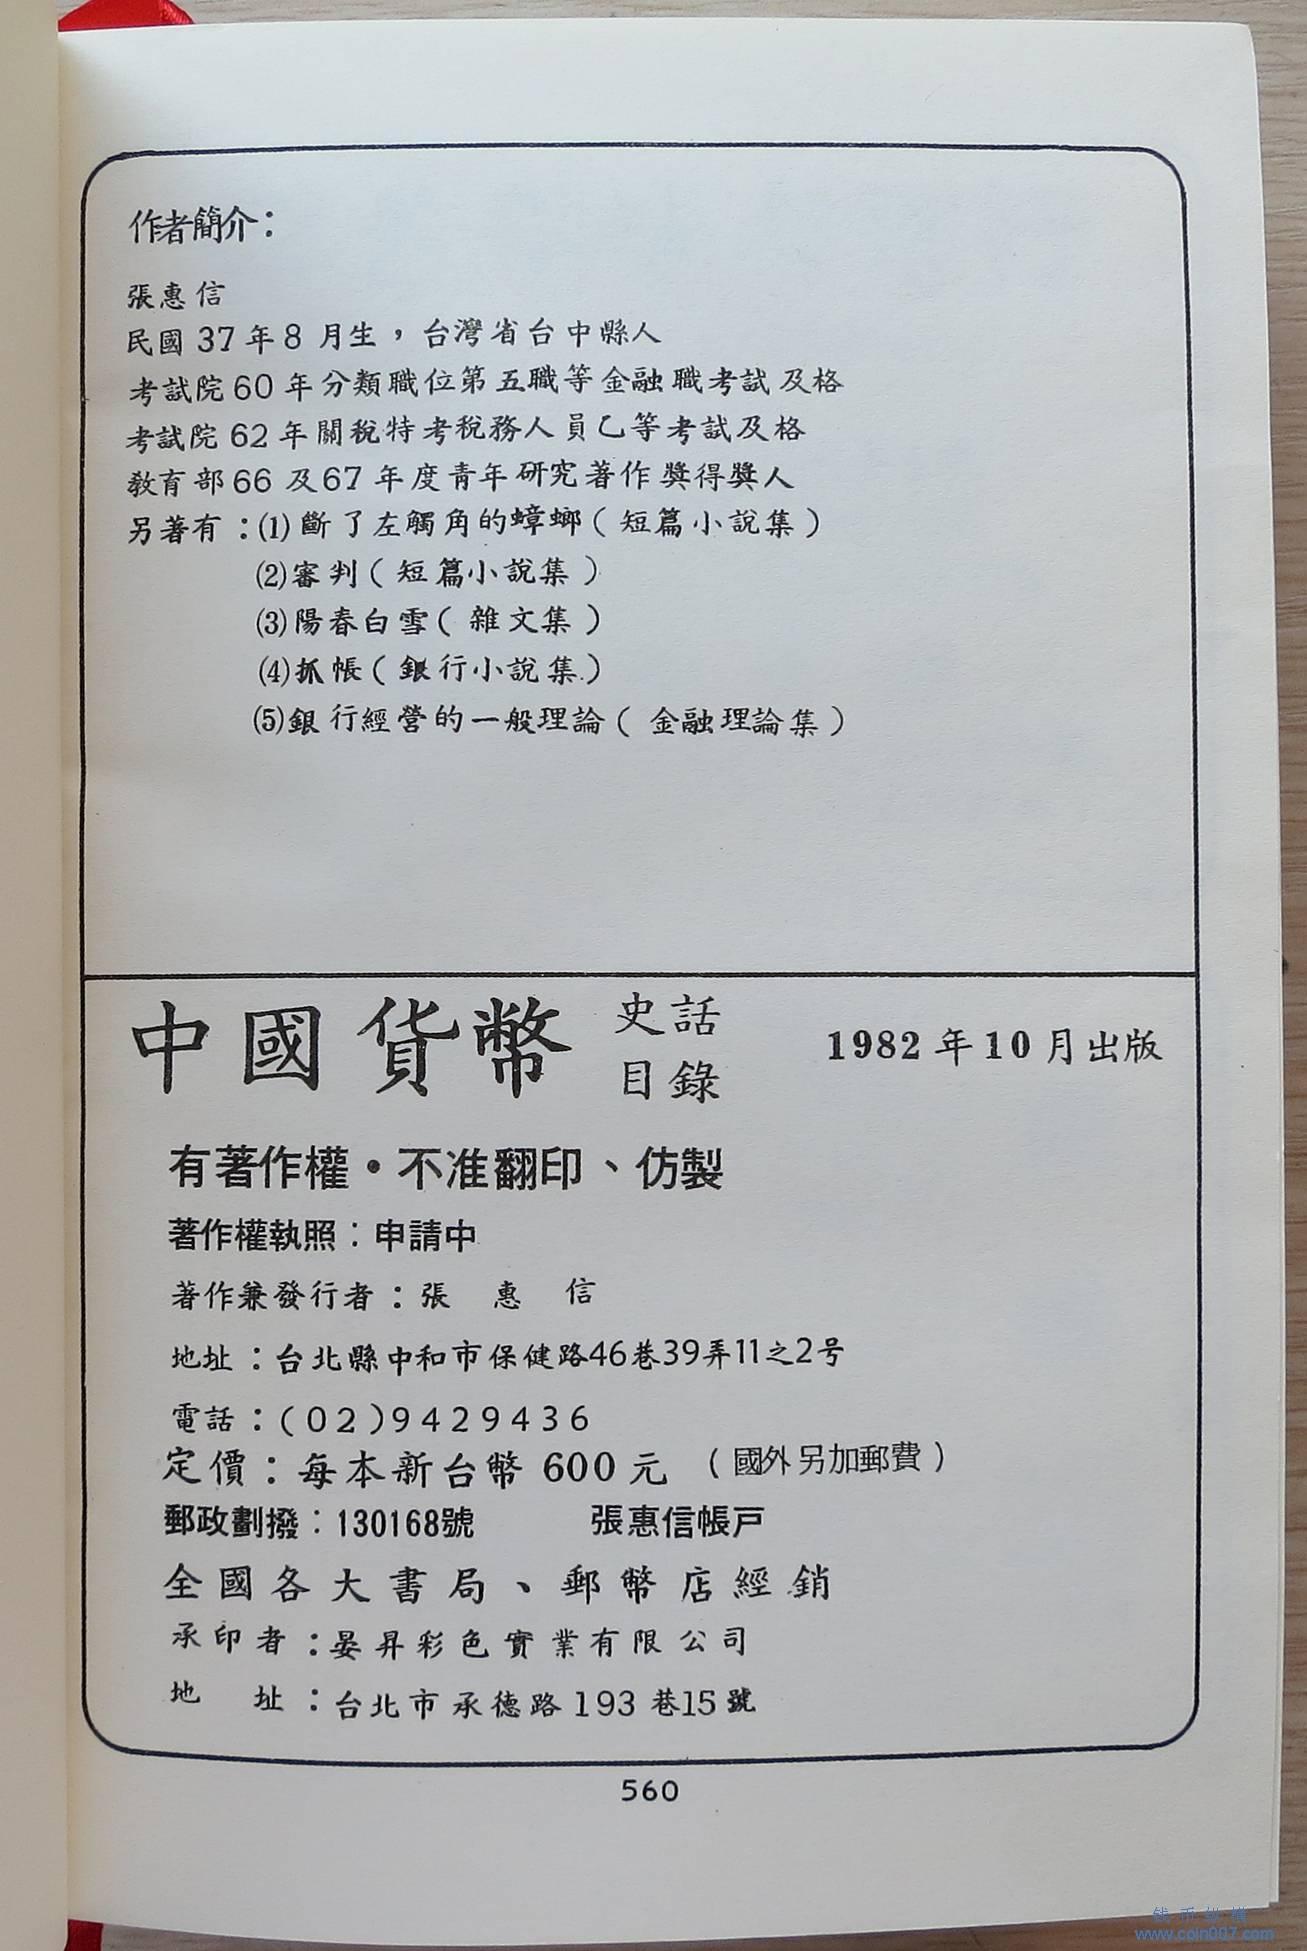 作者簡介：
張惠信
民國37年8月生，台灣省台中縣人
考試院60年分類職位第五職等金融職考試及格
考試院62年關稅特考稅務人員乙等考試及格
教育部66及67年度青年研究著作獎得獎人
另著有：⑴斷了左觸角的蟑螂（短篇小說集）
⑵審判（短篇小說集）
⑶陽春白雪（雜文集）
⑷抓帳（銀行小說集）
⑸銀行經營的一般理論（金融理論集）
中國貨幣 史話
目錄
1982年10月出版
有著作權・不准翻印、仿製
著作權執照：申請中
著作兼發行者：張 惠 信
地址：台北縣中和市保健路46巷39弄11之2号
電話：(02)9429436
定價：每本新台幣600元 （國外另加郵費）
郵政劃撥：130168號 張惠信帳戶
全國各大書局、郵幣店經銷
承印者：晏昇彩色實業有限公司
地 址：台北市承德路193巷15號
560
钱币纵横
www.coin007.com